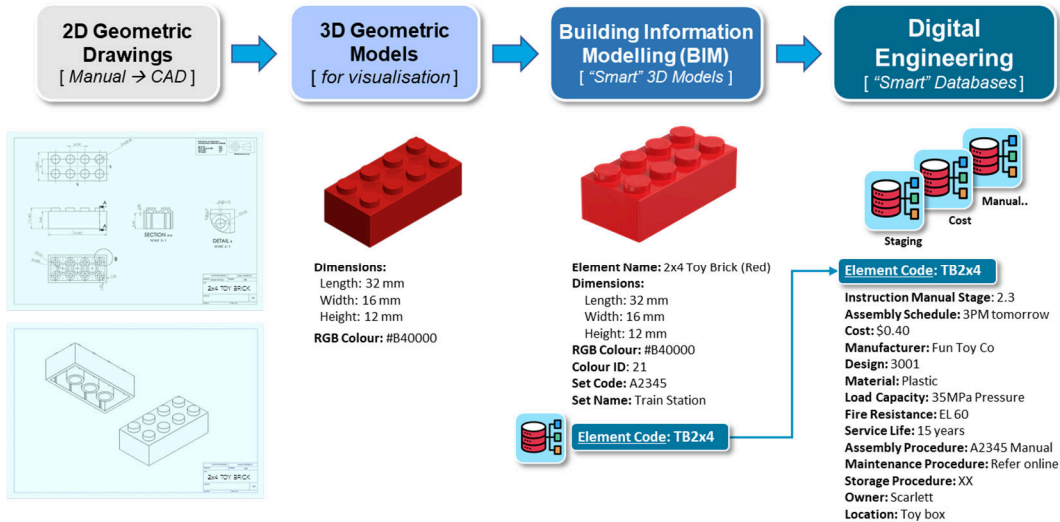 2D Geometric
Drawings
[ Manual → CAD ]
3D Geometric
Models
[ for visualisation ]
Building Information
Modelling (BIM)
[ “Smart” 3D Models ]
Digital
Engineering
[ “Smart” Databases ]
SECTION A-A
DETAIL
2x4 TOY BRICK
2x4 TOY BRICK
Dimensions:
Length: 32 mm
Width: 16 mm
Height: 12 mm
RGB Colour: #B40000
Element Name: 2x4 Toy Brick (Red)
Dimensions:
Length: 32 mm
Width: 16 mm
Height: 12 mm
RGB Colour: #B40000
Colour ID: 21
Set Code: A2345
Set Name: Train Station
Element Code: TB2x4
Staging
Cost
Manual..
Element Code: TB2x4
Instruction Manual Stage: 2.3
Assembly Schedule: 3PM tomorrow
Cost: $0.40
Manufacturer: Fun Toy Co
Design: 3001
Material: Plastic
Load Capacity: 35MPa Pressure
Fire Resistance: EL 60
Service Life: 15 years
Assembly Procedure: A2345 Manual
Maintenance Procedure: Refer online
Storage Procedure: XX
Owner: Scarlett
Location: Toy box